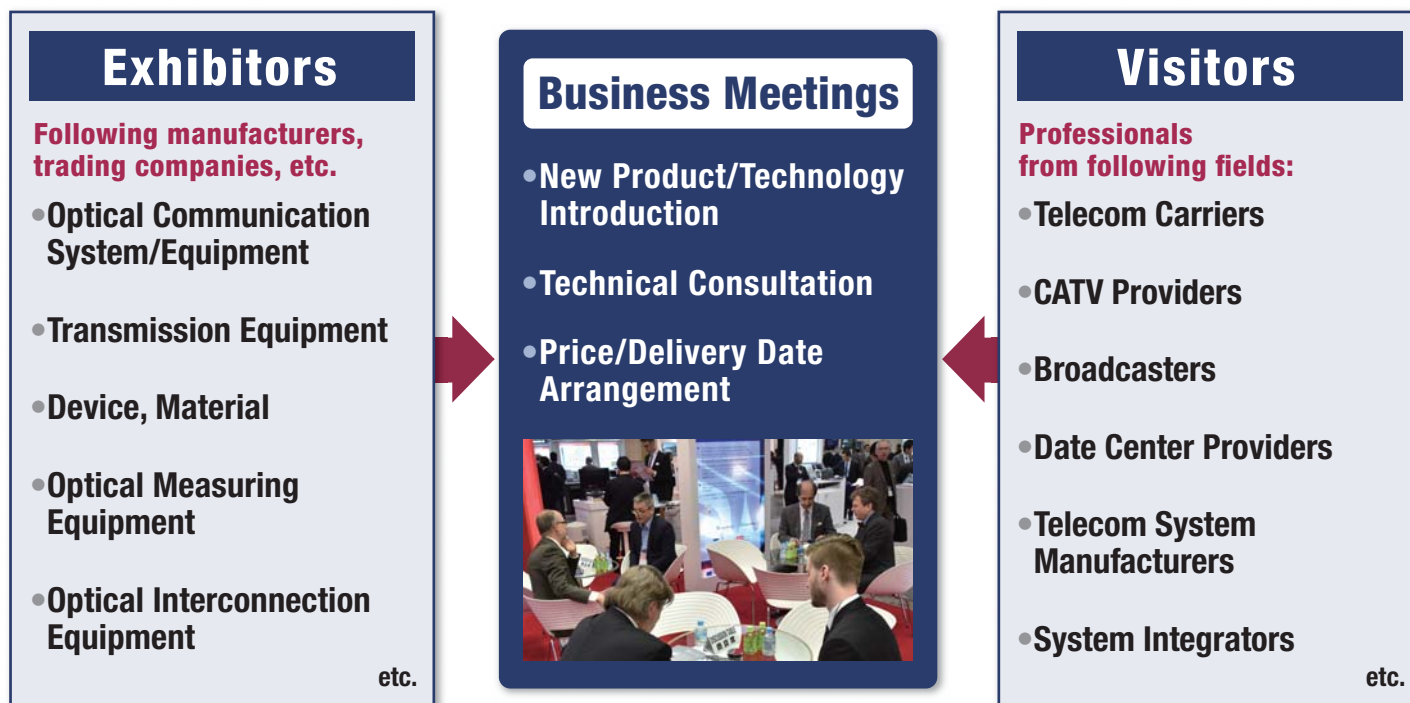 Exhibitors
Following manufacturers,
trading companies, etc.
•Optical Communication
System/Equipment
•Transmission Equipment
•Device, Material
•Optical Measuring
Equipment
•Optical Interconnection
Equipment
etc.
Business Meetings
•New Product/Technology
Introduction
•Technical Consultation
•Price/Delivery Date
Arrangement
Visitors
Professionals
from following fields:
•Telecom Carriers
•CATV Providers
•Broadcasters
•Date Center Providers
•Telecom System
Manufacturers
•System Integrators
etc.